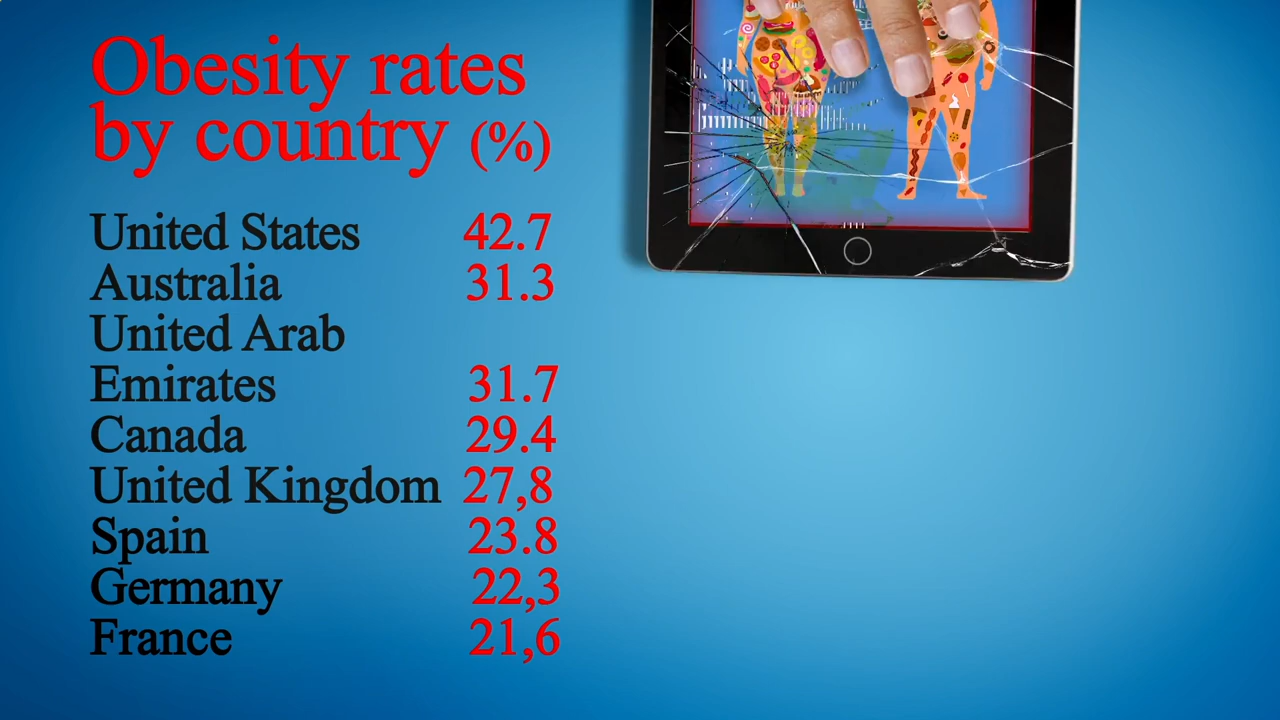 Obesity rates
by country (%)
United States 42.7
Australia 31.3
United Arab
Emirates 31.7
Canada 29.4
United Kingdom 27,8
Spain 23.8
Germany 22,3
France 21,6